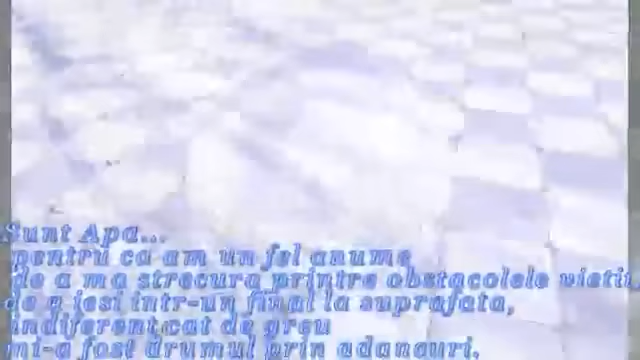 Sunt Apa...
pentru ca am un fel anume
de a ma strecura printre obstacolele vietii,
de a iesi intr-un final la suprafata,
indiferent cat de greu
mi-a fost drumul prin adancuri.